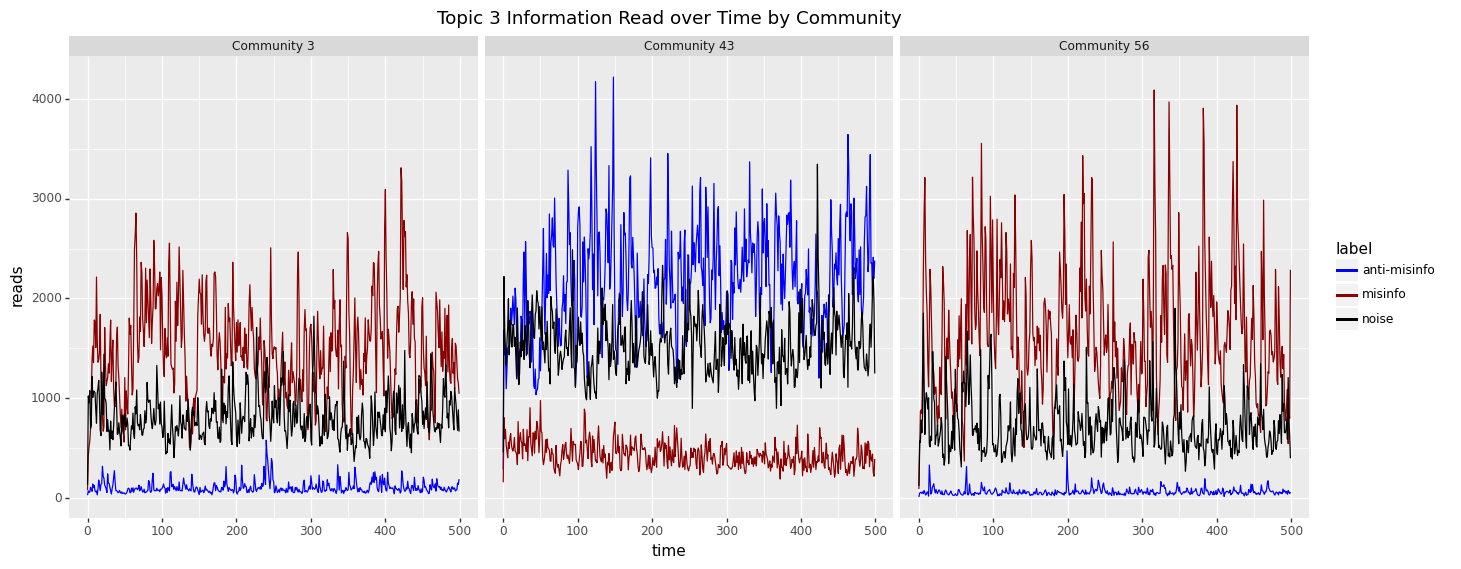 Topic 3 Information Read over Time by Community
Community 3
Community 43
Community 56
reads
4000
3000
2000
1000
0
0 100 200 300 400 500
0 100 200 300 400 500
0 100 200 300 400 500
time
label
anti-misinfo
misinfo
noise